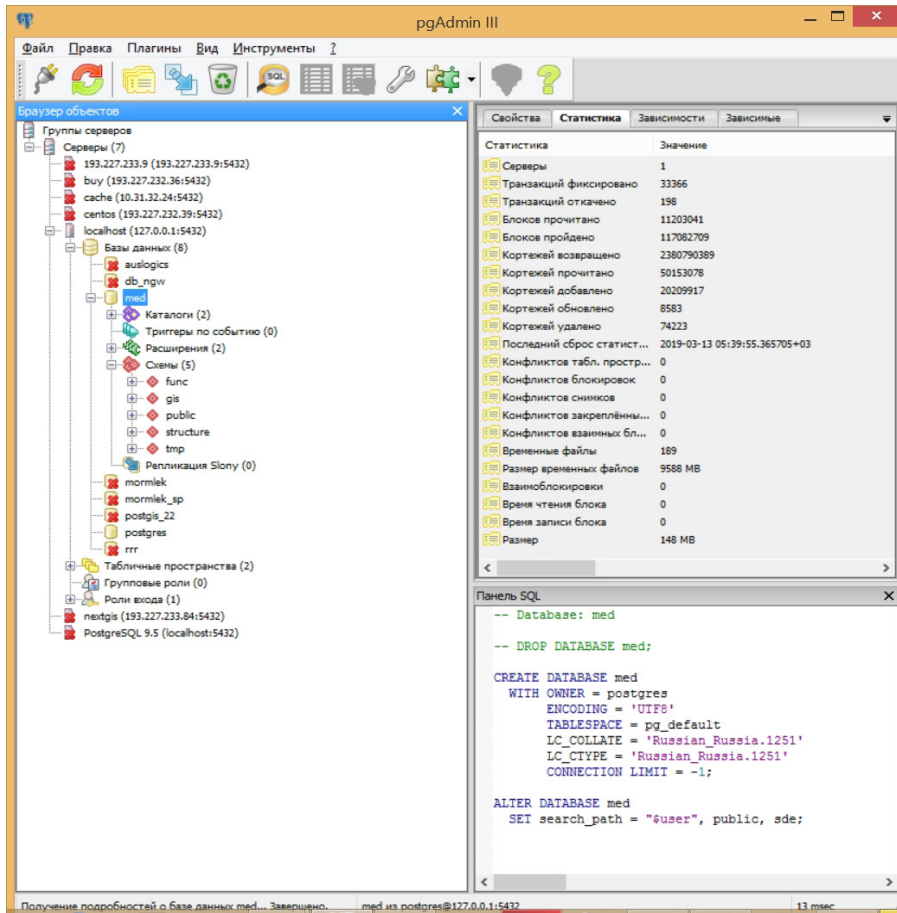 pgAdmin III
Файл Правка Плагины Вид Инструменты ?
SQL
Браузер объектов
Группы серверов
Серверы (7)
193.227.233.9 (193.227.233.9:5432)
buy (193.227.232.36:5432)
cache (10.31.32.24:5432)
centos (193.227.232.39:5432)
localhost (127.0.0.1:5432)
Базы данных (8)
auslogics
db_ngw
med
Каталоги (2)
Триггеры по событию (0)
Расширения (2)
Схемы (5)
func
gis
public
structure
tmp
Репликация Slony (0)
mormlek
mormlek_sp
postgis_22
postgres
rrr
Табличные пространства (2)
Групповые роли (0)
Роли входа (1)
nextgis (193.227.233.84:5432)
PostgreSQL 9.5 (localhost:5432)
Свойства Статистика Зависимости Зависимые
Статистика Значение
Серверы 1
Транзакций фиксировано 33366
Транзакций откачено 198
Блоков прочитано 11203041
Блоков пройдено 117082709
Кортежей возвращено 2380790389
Кортежей прочитано 50153078
Кортежей добавлено 20209917
Кортежей обновлено 8583
Кортежей удалено 74223
Последний сброс статист... 2019-03-13 05:39:55.365705+03
Конфликтов табл. простр... 0
Конфликтов блокировок 0
Конфликтов снимков 0
Конфликтов закреплённы... 0
Конфликтов взаимных бл... 0
Временные файлы 189
Размер временных файлов 9588 MB
Взаимоблокировки 0
Время чтения блока 0
Время записи блока 0
Размер 148 MB
Панель SQL
-- Database: med
-- DROP DATABASE med;
CREATE DATABASE med
WITH OWNER = postgres
ENCODING = 'UTF8'
TABLESPACE = pg_default
LC_COLLATE = 'Russian_Russia.1251'
LC_CTYPE = 'Russian_Russia.1251'
CONNECTION LIMIT = -1;
ALTER DATABASE med
SET search_path = "$user", public, sde;
Получение подробностей о базе данных med... Завершено. med из postgres@127.0.0.1:5432 13 msec